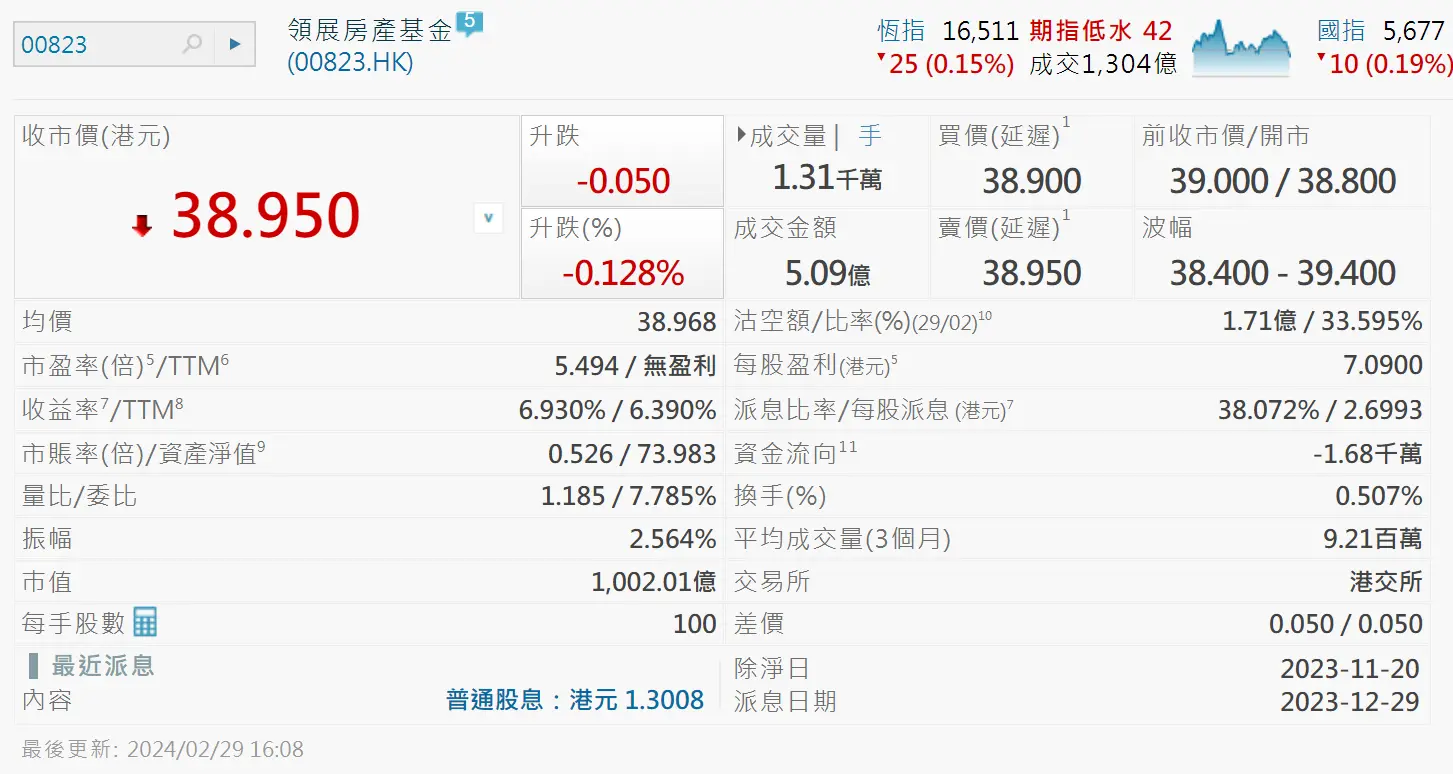 00823
領展房產基金 5
(00823.HK)
恆指 16,511 期指低水 42
▼25 (0.15%) 成交1,304億
國指 5,677
▼10 (0.19%)
收市價(港元)
38.950
v
升跌
-0.050
升跌(%)
-0.128%
成交量| 手
1.31千萬
買價(延遲)1
38.900
前收市價/開市
39.000 / 38.800
成交金額
5.09億
賣價(延遲)1
38.950
波幅
38.400 - 39.400
均價 38.968
沽空額/比率(%)(29/02)10 1.71億 / 33.595%
市盈率(倍)5/TTM6 5.494 / 無盈利
每股盈利(港元)5 7.0900
收益率7/TTM8 6.930% / 6.390%
派息比率/每股派息 (港元)7 38.072% / 2.6993
市賬率(倍)/資產淨值9 0.526 / 73.983
資金流向11 -1.68千萬
量比/委比 1.185 / 7.785%
換手(%) 0.507%
振幅 2.564%
平均成交量(3個月) 9.21百萬
市值 1,002.01億
交易所 港交所
每手股數 100
差價 0.050 / 0.050
最近派息
內容 普通股息：港元 1.3008
除淨日 2023-11-20
派息日期 2023-12-29
最後更新: 2024/02/29 16:08